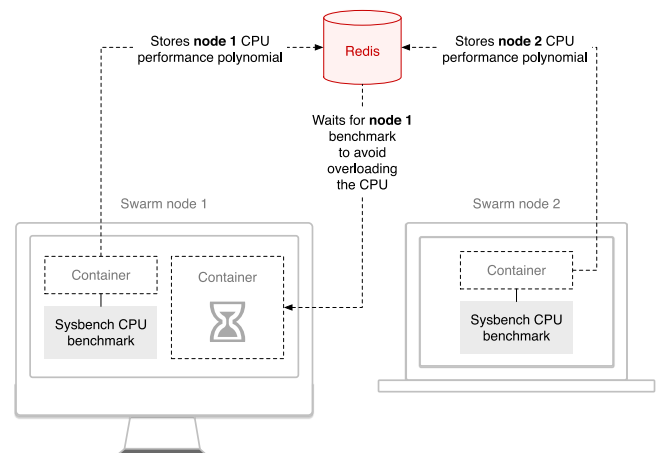 Stores node 1 CPU
performance polynomial
Redis
Stores node 2 CPU
performance polynomial
Waits for node 1
benchmark
to avoid
overloading
the CPU
Swarm node 1
Swarm node 2
Container
Sysbench CPU
benchmark
Container
Container
Sysbench CPU
benchmark